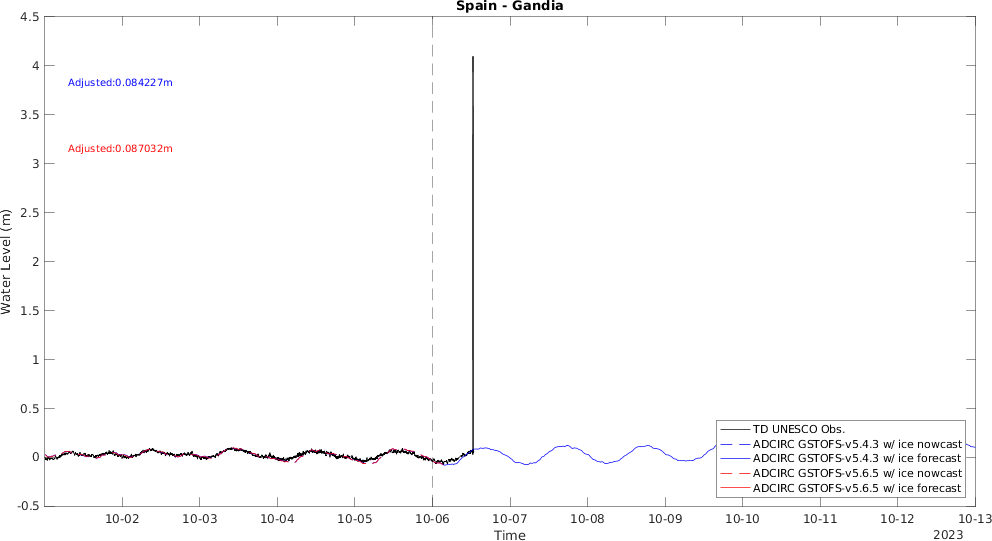 Spain - Gandia
4.5
4
3.5
3
2.5
2
1.5
1
0.5
0
-0.5
Water Level (m)
Adjusted:0.084227m
Adjusted:0.087032m
TD UNESCO Obs.
ADCIRC GSTOFS-v5.4.3 w/ ice nowcast
ADCIRC GSTOFS-v5.4.3 w/ ice forecast
ADCIRC GSTOFS-v5.6.5 w/ ice nowcast
ADCIRC GSTOFS-v5.6.5 w/ ice forecast
10-02 10-03 10-04 10-05 10-06 10-07 10-08 10-09 10-10 10-11 10-12 10-13
Time
2023